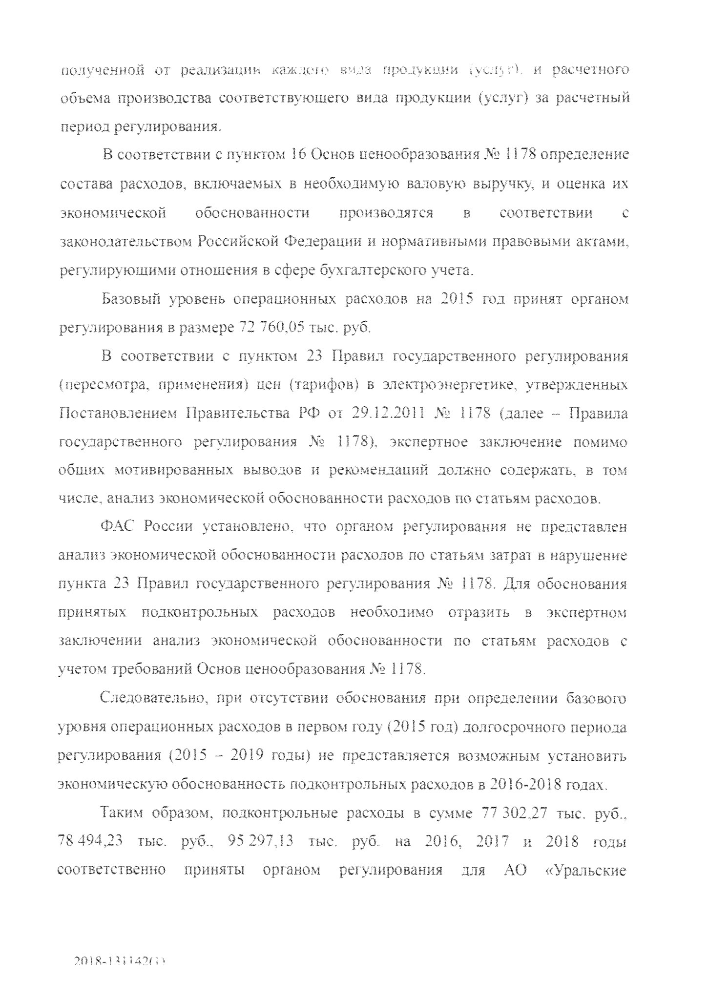 полученной от реализации каждого вида продукции (услуг), и расчетного
объема производства соответствующего вида продукции (услуг) за расчетный
период регулирования.
В соответствии с пунктом 16 Основ ценообразования № 1178 определение
состава расходов, включаемых в необходимую валовую выручку, и оценка их
экономической обоснованности производятся в соответствии с
законодательством Российской Федерации и нормативными правовыми актами,
регулирующими отношения в сфере бухгалтерского учета.
Базовый уровень операционных расходов на 2015 год принят органом
регулирования в размере 72 760,05 тыс. руб.
В соответствии с пунктом 23 Правил государственного регулирования
(пересмотра, применения) цен (тарифов) в электроэнергетике, утвержденных
Постановлением Правительства РФ от 29.12.2011 № 1178 (далее – Правила
государственного регулирования № 1178), экспертное заключение помимо
общих мотивированных выводов и рекомендаций должно содержать, в том
числе, анализ экономической обоснованности расходов по статьям расходов.
ФАС России установлено, что органом регулирования не представлен
анализ экономической обоснованности расходов по статьям затрат в нарушение
пункта 23 Правил государственного регулирования № 1178. Для обоснования
принятых подконтрольных расходов необходимо отразить в экспертном
заключении анализ экономической обоснованности по статьям расходов с
учетом требований Основ ценообразования № 1178.
Следовательно, при отсутствии обоснования при определении базового
уровня операционных расходов в первом году (2015 год) долгосрочного периода
регулирования (2015 – 2019 годы) не представляется возможным установить
экономическую обоснованность подконтрольных расходов в 2016-2018 годах.
Таким образом, подконтрольные расходы в сумме 77 302,27 тыс. руб.,
78 494,23 тыс. руб., 95 297,13 тыс. руб. на 2016, 2017 и 2018 годы
соответственно приняты органом регулирования для АО «Уральские
2018-131142(1)